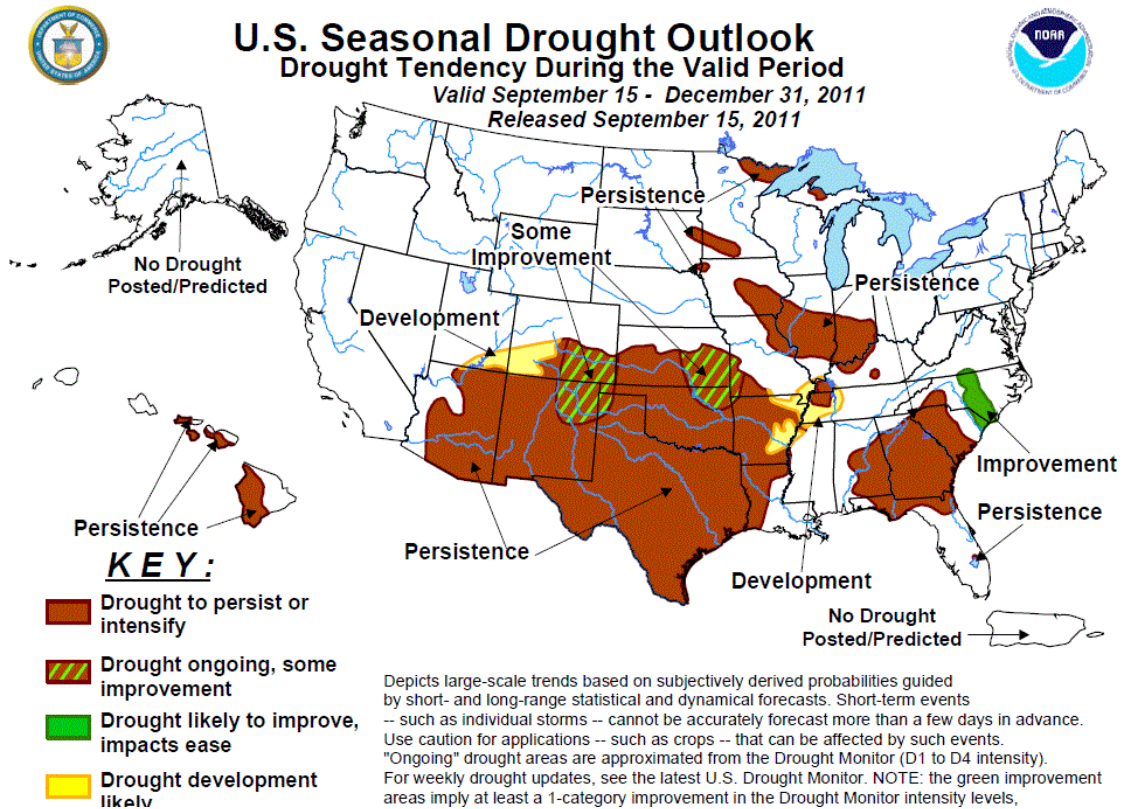 U.S. Seasonal Drought Outlook
Drought Tendency During the Valid Period
Valid September 15 - December 31, 2011
Released September 15, 2011
NOAA
No Drought
Posted/Predicted
Persistence
Some
Improvement
Development
Persistence
Improvement
Persistence
Persistence
Persistence
Development
No Drought
Posted/Predicted
KEY:
Drought to persist or
intensify
Drought ongoing, some
improvement
Drought likely to improve,
impacts ease
Drought development
likely
Depicts large-scale trends based on subjectively derived probabilities guided
by short- and long-range statistical and dynamical forecasts. Short-term events
-- such as individual storms -- cannot be accurately forecast more than a few days in advance.
Use caution for applications -- such as crops -- that can be affected by such events.
"Ongoing" drought areas are approximated from the Drought Monitor (D1 to D4 intensity).
For weekly drought updates, see the latest U.S. Drought Monitor. NOTE: the green improvement
areas imply at least a 1-category improvement in the Drought Monitor intensity levels,